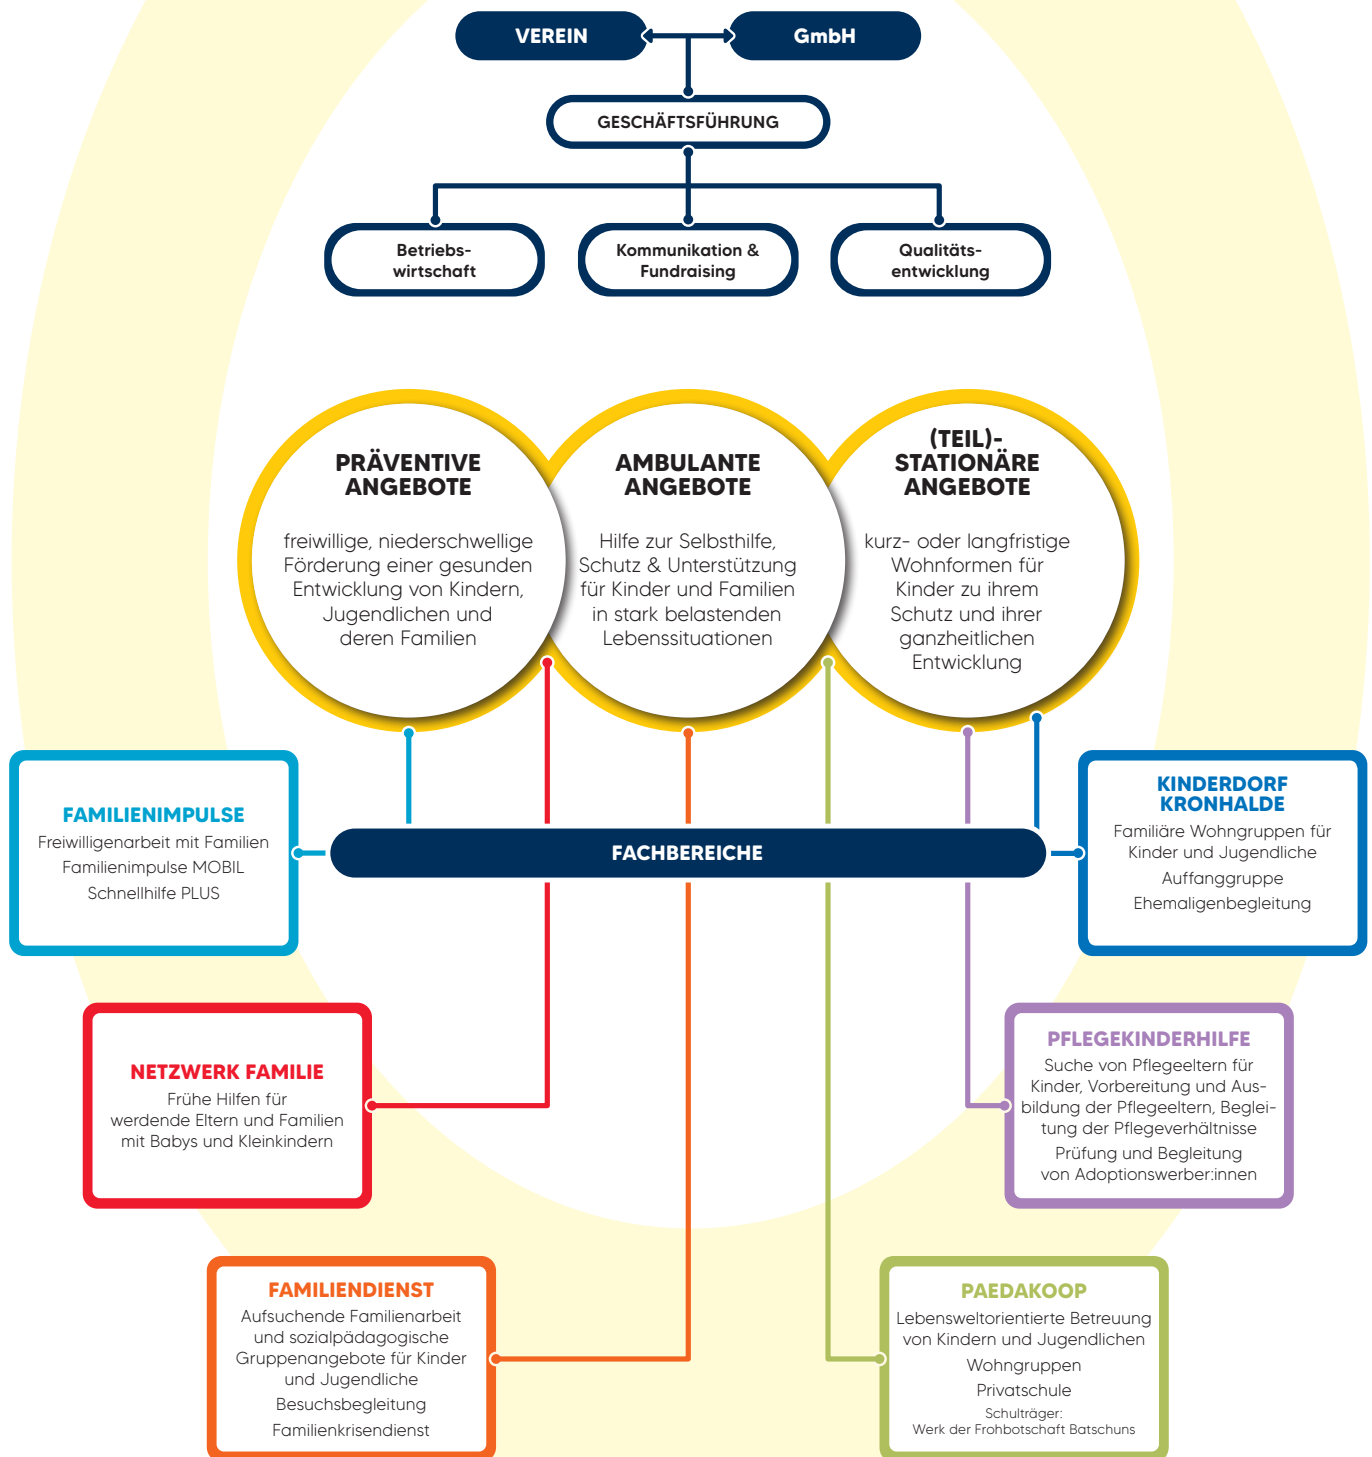 VEREIN
GmbH
GESCHÄFTSFÜHRUNG
Betriebs-
wirtschaft
Kommunikation &
Fundraising
Qualitäts-
entwicklung
PRÄVENTIVE
ANGEBOTE
freiwillige, niederschwellige
Förderung einer gesunden
Entwicklung von Kindern,
Jugendlichen und
deren Familien
AMBULANTE
ANGEBOTE
Hilfe zur Selbsthilfe,
Schutz & Unterstützung
für Kinder und Familien
in stark belastenden
Lebenssituationen
(TEIL)-
STATIONÄRE
ANGEBOTE
kurz- oder langfristige
Wohnformen für
Kinder zu ihrem
Schutz und ihrer
ganzheitlichen
Entwicklung
FAMILIENIMPULSE
Freiwilligenarbeit mit Familien
Familienimpulse MOBIL
Schnellhilfe PLUS
FACHBEREICHE
KINDERDORF
KRONHALDE
Familiäre Wohngruppen für
Kinder und Jugendliche
Auffanggruppe
Ehemaligenbegleitung
NETZWERK FAMILIE
Frühe Hilfen für
werdende Eltern und Familien
mit Babys und Kleinkindern
PFLEGEKINDERHILFE
Suche von Pflegeeltern für
Kinder, Vorbereitung und Aus-
bildung der Pflegeeltern, Beglei-
tung der Pflegeverhältnisse
Prüfung und Begleitung
von Adoptionswerber:innen
FAMILIENDIENST
Aufsuchende Familienarbeit
und sozialpädagogische
Gruppenangebote für Kinder
und Jugendliche
Besuchsbegleitung
Familienkrisendienst
PAEDAKOOP
Lebensweltorientierte Betreuung
von Kindern und Jugendlichen
Wohngruppen
Privatschule
Schulträger:
Werk der Frohbotschaft Batschuns